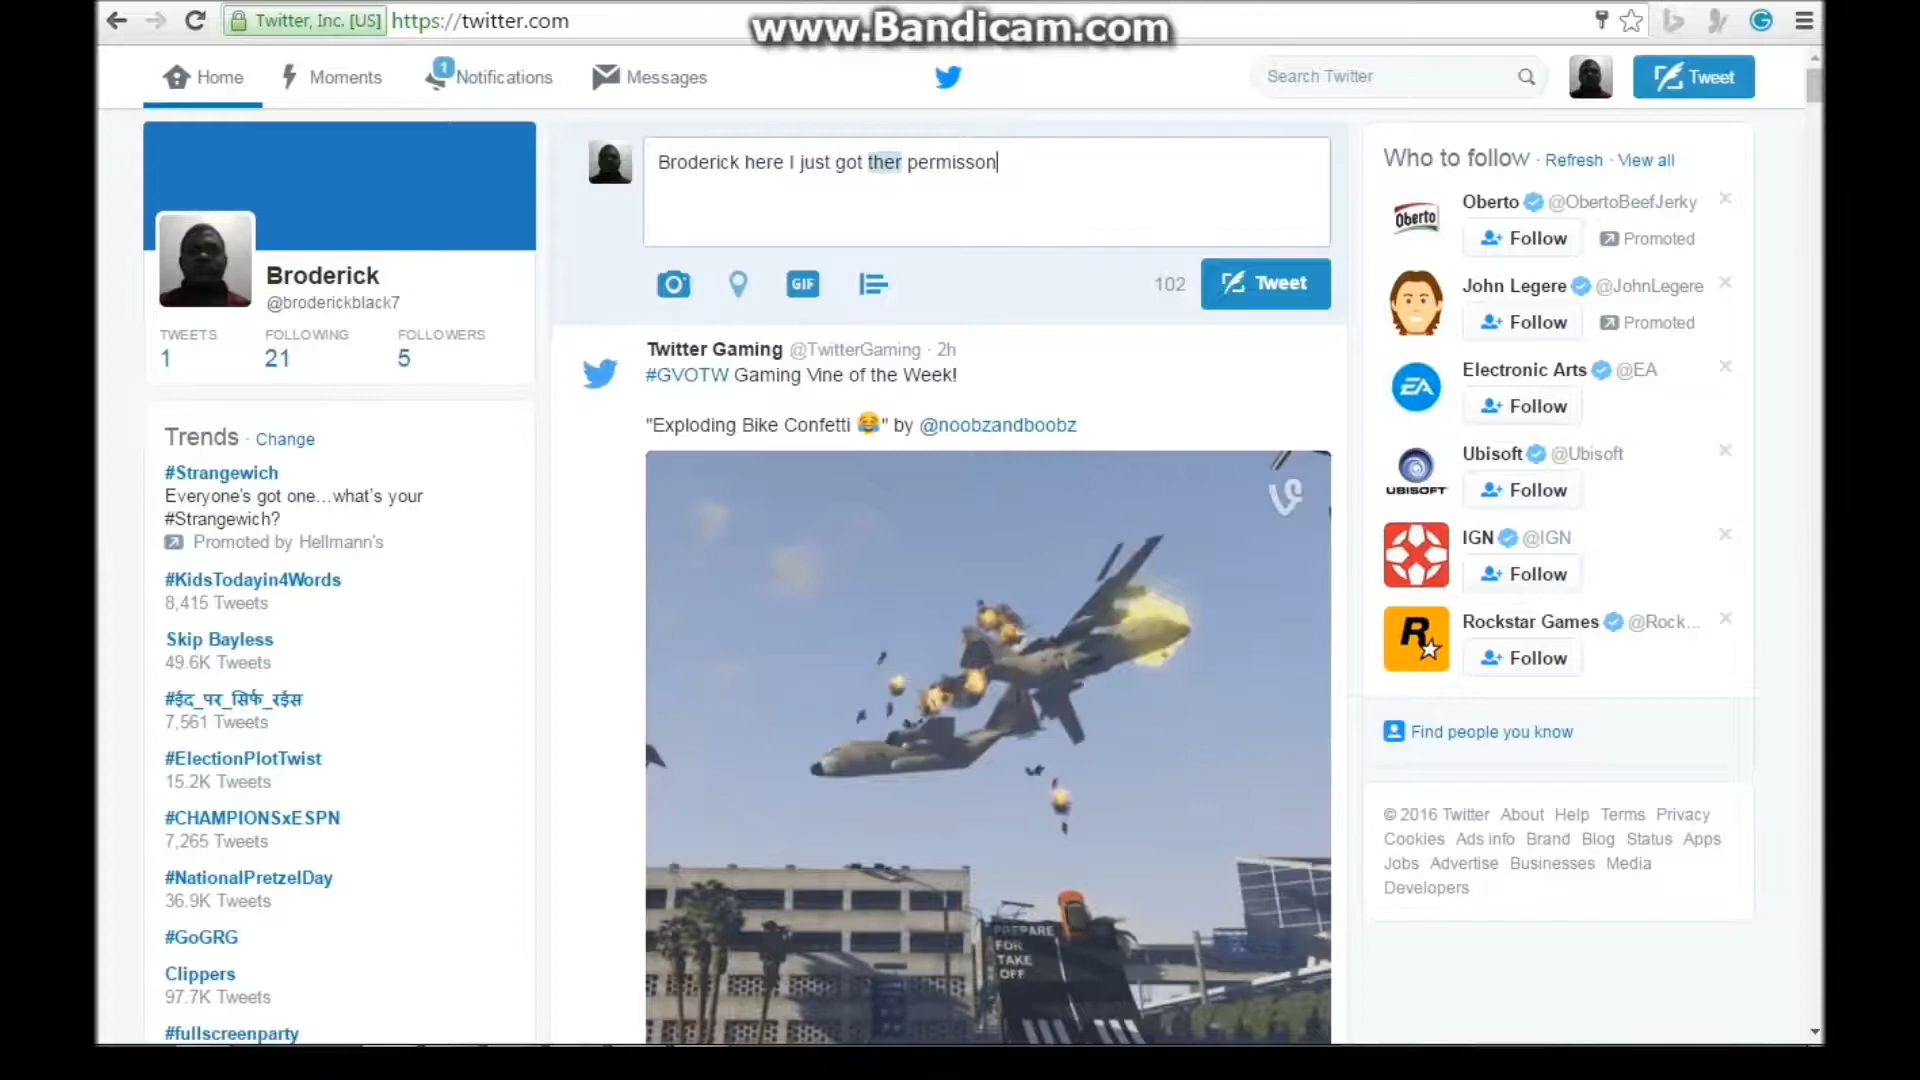 Twitter, Inc. [US] https://twitter.com
www.Bandicam.com
Home
Moments
1
Notifications
Messages
Search Twitter
Tweet
Broderick
@broderickblack7
TWEETS FOLLOWING FOLLOWERS
1 21 5
Trends · Change
#Strangewich
Everyone's got one...what's your
#Strangewich?
Promoted by Hellmann's
#KidsTodayin4Words
8,415 Tweets
Skip Bayless
49.6K Tweets
#ईद_पर_सिर्फ_रईस
7,561 Tweets
#ElectionPlotTwist
15.2K Tweets
#CHAMPIONSxESPN
7,265 Tweets
#NationalPretzelDay
36.9K Tweets
#GoGRG
Clippers
97.7K Tweets
#fullscreenparty
Broderick here I just got ther permisson
GIF
102
Tweet
Twitter Gaming @TwitterGaming · 2h
#GVOTW Gaming Vine of the Week!
"Exploding Bike Confetti 😂" by @noobzandboobz
PREPARE
FOR
TAKE
OFF
Who to follow · Refresh · View all
Oberto
Oberto @ObertoBeefJerky
Follow
Promoted
John Legere @JohnLegere
Follow
Promoted
EA
Electronic Arts @EA
Follow
UBISOFT
Ubisoft @Ubisoft
Follow
IGN @IGN
Follow
R
Rockstar Games @Rock...
Follow
Find people you know
© 2016 Twitter About Help Terms Privacy
Cookies Ads info Brand Blog Status Apps
Jobs Advertise Businesses Media
Developers